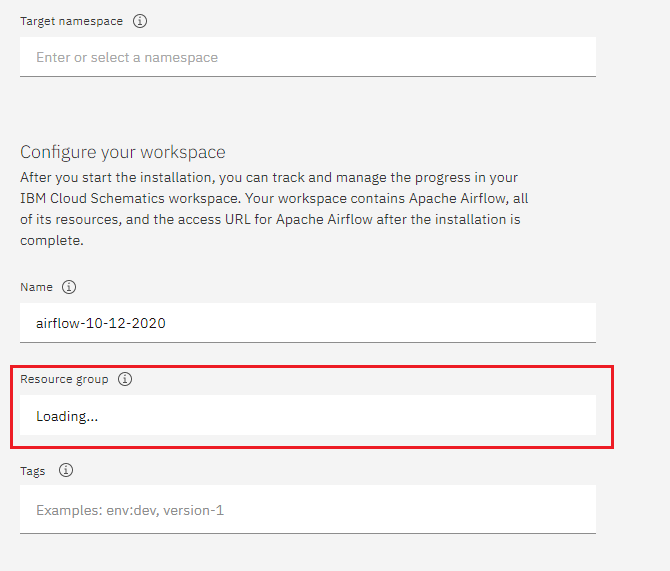 Target namespace
Enter or select a namespace
Configure your workspace
After you start the installation, you can track and manage the progress in your
IBM Cloud Schematics workspace. Your workspace contains Apache Airflow, all
of its resources, and the access URL for Apache Airflow after the installation is
complete.
Name
airflow-10-12-2020
Resource group
Loading...
Tags
Examples: env:dev, version-1